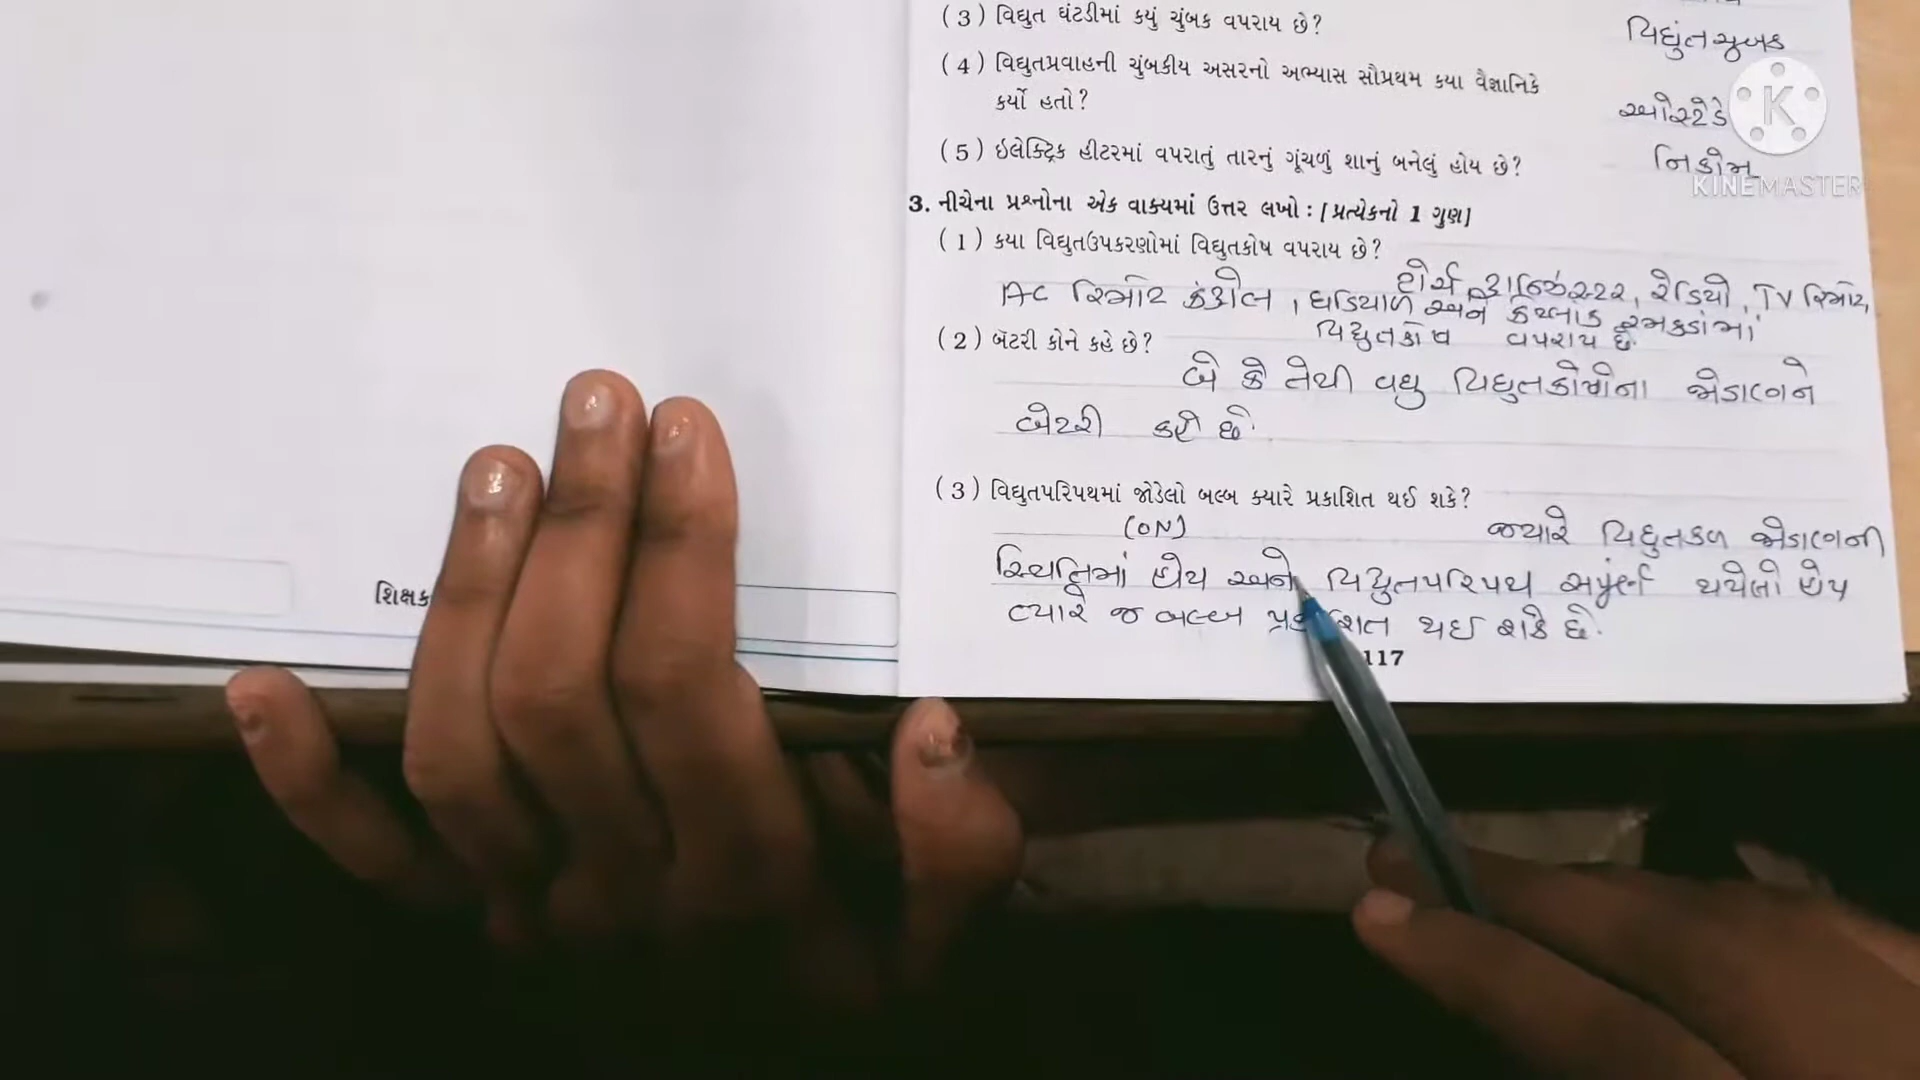 (3) વિદ્યુત ઘંટડીમાં કયું ચુંબક વપરાય છે?
વિદ્યુતચુબક
(4) વિદ્યુતપ્રવાહની ચુંબકીય અસરનો અભ્યાસ સૌપ્રથમ કયા વૈજ્ઞાનિકે
કર્યો હતો?
ઓસ્ટેડે
(5) ઇલેક્ટ્રિક હીટરમાં વપરાતું તારનું ગૂંચળું શાનું બનેલું હોય છે?
નિકોમ
KINEMASTER
3. નીચેના પ્રશ્નોના એક વાક્યમાં ઉત્તર લખો : [પ્રત્યેકનો 1 ગુણ]
(1) કયા વિદ્યુતઉપકરણોમાં વિદ્યુતકોષ વપરાય છે?
ટોર્ચ, રેડિયો, TV રિમોટ,
AC રિમોટ કંટ્રોલ, ઘડિયાળ અને કેટલાંક રમકડાંમાં
વિદ્યુતકોષ વપરાય છે
(2) બૅટરી કોને કહે છે?
બે કે તેથી વધુ વિદ્યુતકોષોના જોડાણને
બેટરી કહે છે.
(3) વિદ્યુતપરિપથમાં જોડેલો બલ્બ ક્યારે પ્રકાશિત થઈ શકે?
(ON)
જ્યારે વિદ્યુતકળ જોડાણની
સ્થિતિમાં હોય અને વિદ્યુતપરિપથ સંપૂર્ણ થયેલો હોય
ત્યારે જ બલ્બ પ્રકાશિત થઈ શકે છે.
117
શિક્ષક